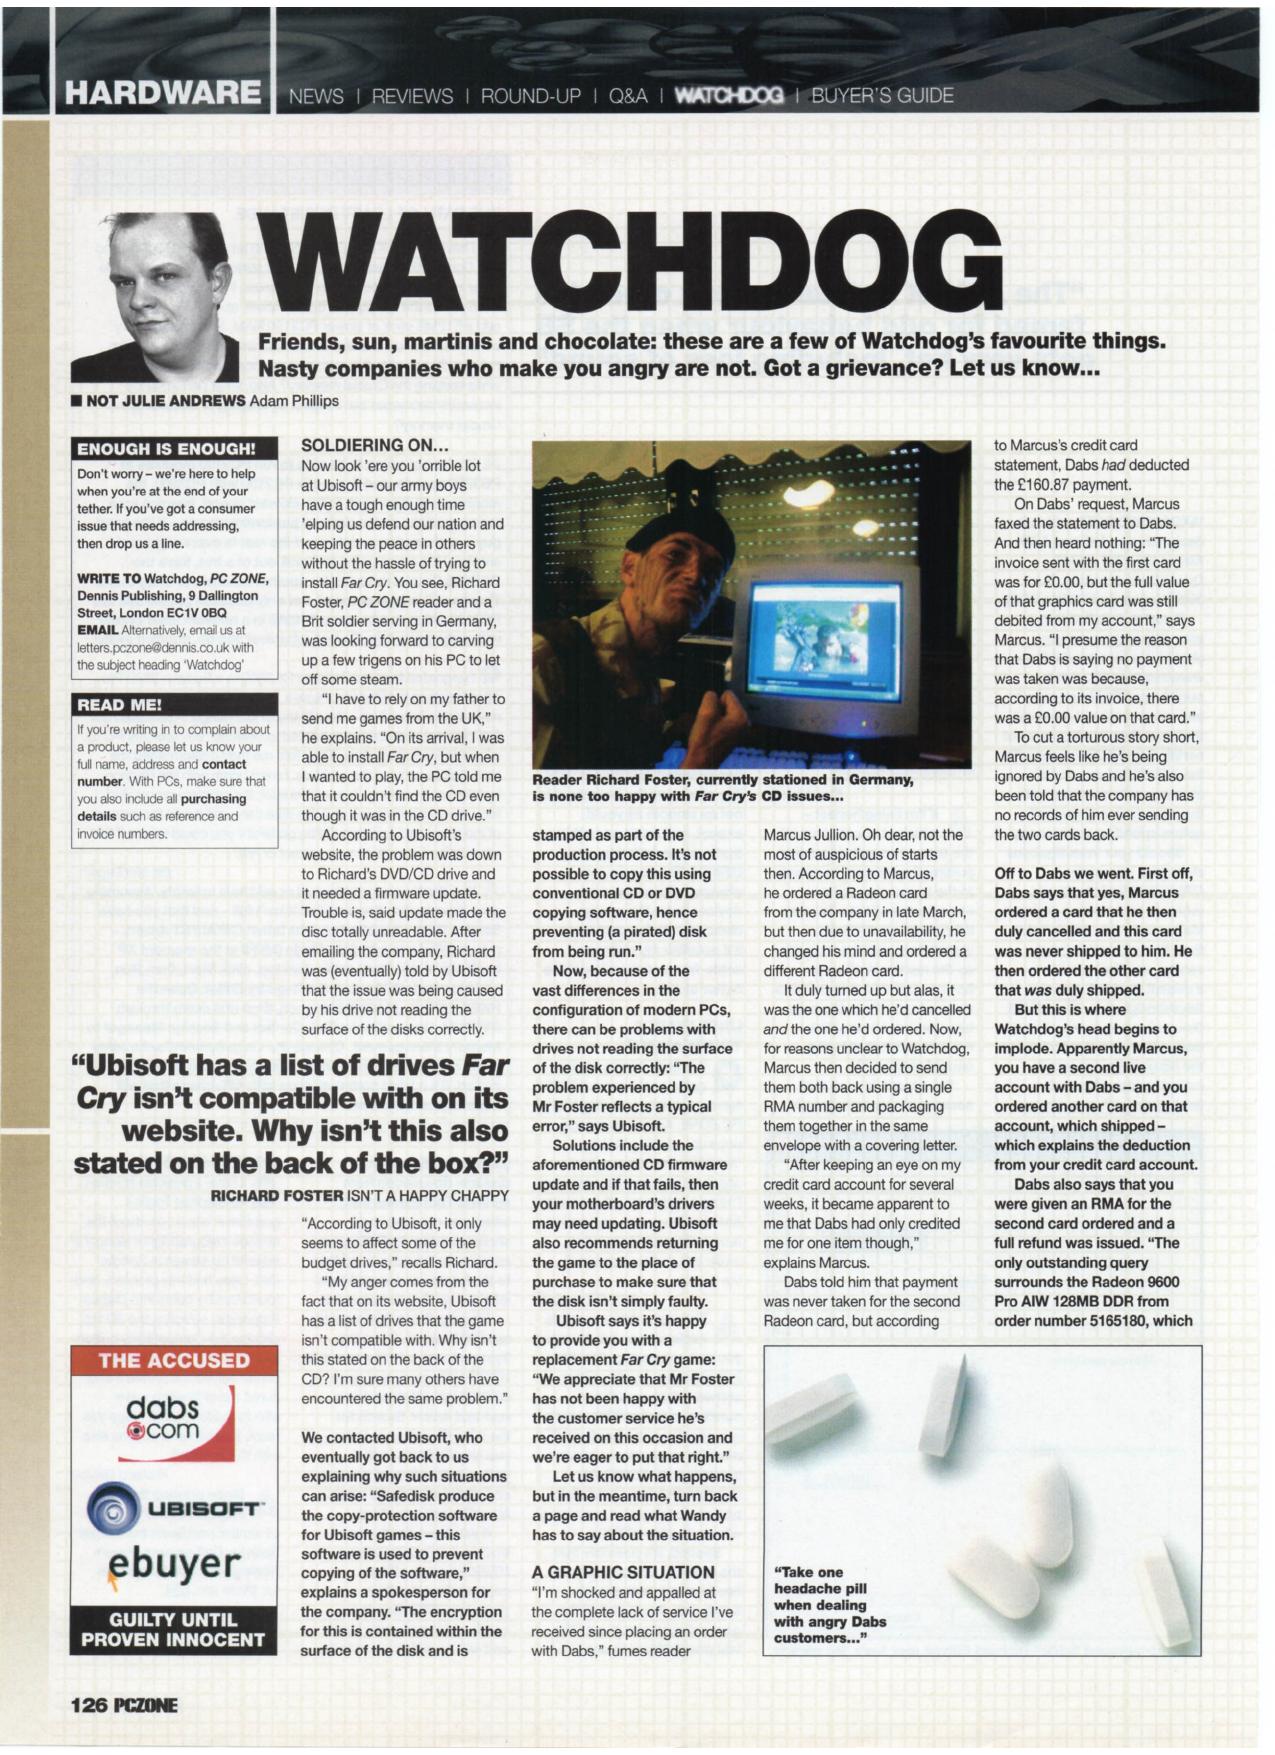 HARDWARE
NEWS | REVIEWS | ROUND-UP | Q&A | WATCHDOG | BUYER'S GUIDE
WATCHDOG
Friends, sun, martinis and chocolate: these are a few of Watchdog's favourite things.
Nasty companies who make you angry are not. Got a grievance? Let us know...
■ NOT JULIE ANDREWS Adam Phillips
ENOUGH IS ENOUGH!
Don't worry – we're here to help
when you're at the end of your
tether. If you've got a consumer
issue that needs addressing,
then drop us a line.
WRITE TO Watchdog, PC ZONE,
Dennis Publishing, 9 Dallington
Street, London EC1V 0BQ
EMAIL Alternatively, email us at
letters.pczone@dennis.co.uk with
the subject heading 'Watchdog'
READ ME!
If you're writing in to complain about
a product, please let us know your
full name, address and contact
number. With PCs, make sure that
you also include all purchasing
details such as reference and
invoice numbers.
SOLDIERING ON...
Now look 'ere you 'orrible lot
at Ubisoft – our army boys
have a tough enough time
'elping us defend our nation and
keeping the peace in others
without the hassle of trying to
install Far Cry. You see, Richard
Foster, PC ZONE reader and a
Brit soldier serving in Germany,
was looking forward to carving
up a few trigens on his PC to let
off some steam.
"I have to rely on my father to
send me games from the UK,"
he explains. "On its arrival, I was
able to install Far Cry, but when
I wanted to play, the PC told me
that it couldn't find the CD even
though it was in the CD drive."
According to Ubisoft's
website, the problem was down
to Richard's DVD/CD drive and
it needed a firmware update.
Trouble is, said update made the
disc totally unreadable. After
emailing the company, Richard
was (eventually) told by Ubisoft
that the issue was being caused
by his drive not reading the
surface of the disks correctly.
"Ubisoft has a list of drives Far
Cry isn't compatible with on its
website. Why isn't this also
stated on the back of the box?"
RICHARD FOSTER ISN'T A HAPPY CHAPPY
"According to Ubisoft, it only
seems to affect some of the
budget drives," recalls Richard.
"My anger comes from the
fact that on its website, Ubisoft
has a list of drives that the game
isn't compatible with. Why isn't
this stated on the back of the
CD? I'm sure many others have
encountered the same problem."
We contacted Ubisoft, who
eventually got back to us
explaining why such situations
can arise: "Safedisk produce
the copy-protection software
for Ubisoft games – this
software is used to prevent
copying of the software,"
explains a spokesperson for
the company. "The encryption
for this is contained within the
surface of the disk and is
THE ACCUSED
dabs
com
UBISOFT™
ebuyer
GUILTY UNTIL
PROVEN INNOCENT
Reader Richard Foster, currently stationed in Germany,
is none too happy with Far Cry's CD issues...
stamped as part of the
production process. It's not
possible to copy this using
conventional CD or DVD
copying software, hence
preventing (a pirated) disk
from being run."
Now, because of the
vast differences in the
configuration of modern PCs,
there can be problems with
drives not reading the surface
of the disk correctly: "The
problem experienced by
Mr Foster reflects a typical
error," says Ubisoft.
Solutions include the
aforementioned CD firmware
update and if that fails, then
your motherboard's drivers
may need updating. Ubisoft
also recommends returning
the game to the place of
purchase to make sure that
the disk isn't simply faulty.
Ubisoft says it's happy
to provide you with a
replacement Far Cry game:
"We appreciate that Mr Foster
has not been happy with
the customer service he's
received on this occasion and
we're eager to put that right."
Let us know what happens,
but in the meantime, turn back
a page and read what Wandy
has to say about the situation.
A GRAPHIC SITUATION
"I'm shocked and appalled at
the complete lack of service I've
received since placing an order
with Dabs," fumes reader
Marcus Jullion. Oh dear, not the
most of auspicious of starts
then. According to Marcus,
he ordered a Radeon card
from the company in late March,
but then due to unavailability, he
changed his mind and ordered a
different Radeon card.
It duly turned up but alas, it
was the one which he'd cancelled
and the one he'd ordered. Now,
for reasons unclear to Watchdog,
Marcus then decided to send
them both back using a single
RMA number and packaging
them together in the same
envelope with a covering letter.
"After keeping an eye on my
credit card account for several
weeks, it became apparent to
me that Dabs had only credited
me for one item though,"
explains Marcus.
Dabs told him that payment
was never taken for the second
Radeon card, but according
to Marcus's credit card
statement, Dabs had deducted
the £160.87 payment.
On Dabs' request, Marcus
faxed the statement to Dabs.
And then heard nothing: "The
invoice sent with the first card
was for £0.00, but the full value
of that graphics card was still
debited from my account," says
Marcus. "I presume the reason
that Dabs is saying no payment
was taken was because,
according to its invoice, there
was a £0.00 value on that card."
To cut a torturous story short,
Marcus feels like he's being
ignored by Dabs and he's also
been told that the company has
no records of him ever sending
the two cards back.
Off to Dabs we went. First off,
Dabs says that yes, Marcus
ordered a card that he then
duly cancelled and this card
was never shipped to him. He
then ordered the other card
that was duly shipped.
But this is where
Watchdog's head begins to
implode. Apparently Marcus,
you have a second live
account with Dabs – and you
ordered another card on that
account, which shipped –
which explains the deduction
from your credit card account.
Dabs also says that you
were given an RMA for the
second card ordered and a
full refund was issued. "The
only outstanding query
surrounds the Radeon 9600
Pro AIW 128MB DDR from
order number 5165180, which
"Take one
headache pill
when dealing
with angry Dabs
customers..."
126 PCZONE